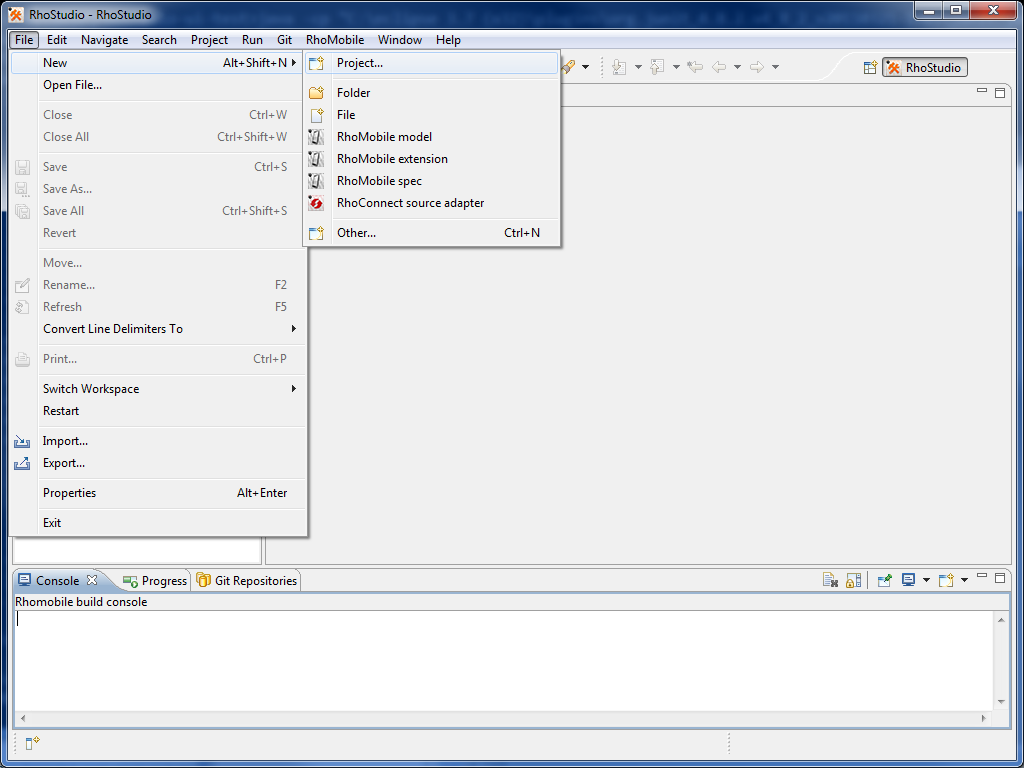 RhoStudio - RhoStudio
File Edit Navigate Search Project Run Git RhoMobile Window Help
RhoStudio
New Alt+Shift+N
Open File...
Close Ctrl+W
Close All Ctrl+Shift+W
Save Ctrl+S
Save As...
Save All Ctrl+Shift+S
Revert
Move...
Rename... F2
Refresh F5
Convert Line Delimiters To
Print... Ctrl+P
Switch Workspace
Restart
Import...
Export...
Properties Alt+Enter
Exit
Project...
Folder
File
RhoMobile model
RhoMobile extension
RhoMobile spec
RhoConnect source adapter
Other... Ctrl+N
Console Progress Git Repositories
Rhomobile build console